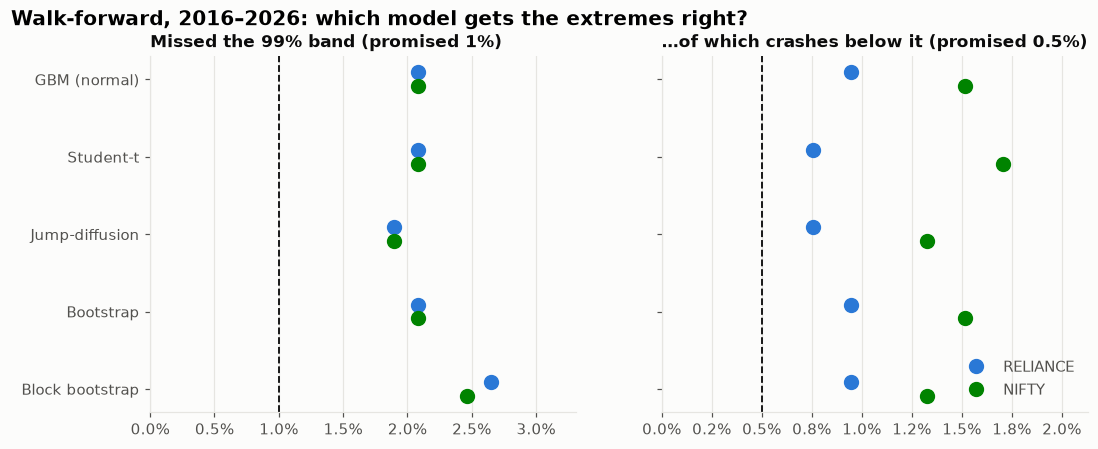 Walk-forward, 2016–2026: which model gets the extremes right?
Missed the 99% band (promised 1%)
…of which crashes below it (promised 0.5%)
GBM (normal)
Student-t
Jump-diffusion
Bootstrap
Block bootstrap
RELIANCE
NIFTY
0.0% 0.5% 1.0% 1.5% 2.0% 2.5% 3.0%
0.0% 0.2% 0.5% 0.8% 1.0% 1.2% 1.5% 1.8% 2.0%